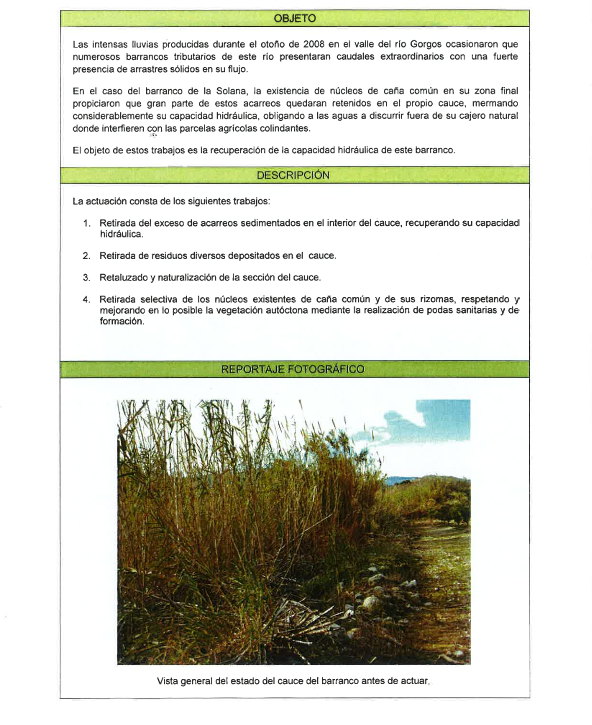 OBJETO
Las intensas lluvias producidas durante el otoño de 2008 en el valle del río Gorgos ocasionaron que
numerosos barrancos tributarios de este río presentaran caudales extraordinarios con una fuerte
presencia de arrastres sólidos en su flujo.
En el caso del barranco de la Solana, la existencia de núcleos de caña común en su zona final
propiciaron que gran parte de estos acarreos quedaran retenidos en el propio cauce, mermando
considerablemente su capacidad hidráulica, obligando a las aguas a discurrir fuera de su cajero natural
donde interfieren con las parcelas agrícolas colindantes.
El objeto de estos trabajos es la recuperación de la capacidad hidráulica de este barranco.
DESCRIPCIÓN
La actuación consta de los siguientes trabajos:
1. Retirada del exceso de acarreos sedimentados en el interior del cauce, recuperando su capacidad
hidráulica.
2. Retirada de residuos diversos depositados en el cauce.
3. Retaluzado y naturalización de la sección del cauce.
4. Retirada selectiva de los núcleos existentes de caña común y de sus rizomas, respetando y
mejorando en lo posible la vegetación autóctona mediante la realización de podas sanitarias y de
formación.
REPORTAJE FOTOGRÁFICO
Vista general del estado del cauce del barranco antes de actuar.